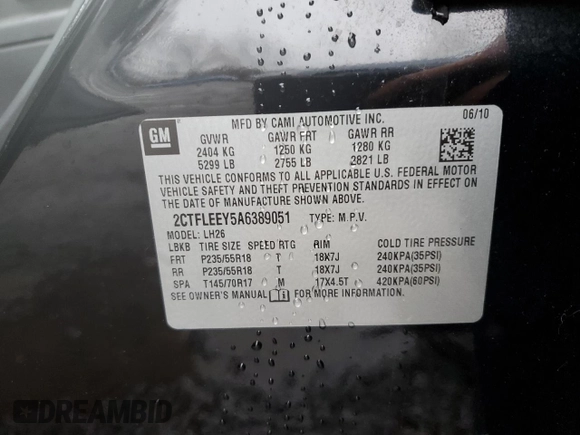 MFD BY CAMI AUTOMOTIVE INC. 06/10
GM
GVWR GAWR FRT GAWR RR
2404 KG 1250 KG 1280 KG
5299 LB 2755 LB 2821 LB
THIS VEHICLE CONFORMS TO ALL APPLICABLE U.S. FEDERAL MOTOR
VEHICLE SAFETY AND THEFT PREVENTION STANDARDS IN EFFECT ON
THE DATE OF MANUFACTURE SHOWN ABOVE.
2CTFLEEY5A6389051 TYPE: M.P.V.
MODEL: LH26
LBKB TIRE SIZE SPEED RTG RIM COLD TIRE PRESSURE
FRT P235/55R18 T 18X7J 240KPA(35PSI)
RR P235/55R18 T 18X7J 240KPA(35PSI)
SPA T145/70R17 M 17X4.5T 420KPA(60PSI)
SEE OWNER'S MANUAL FOR MORE INFORMATION
DREAMBID